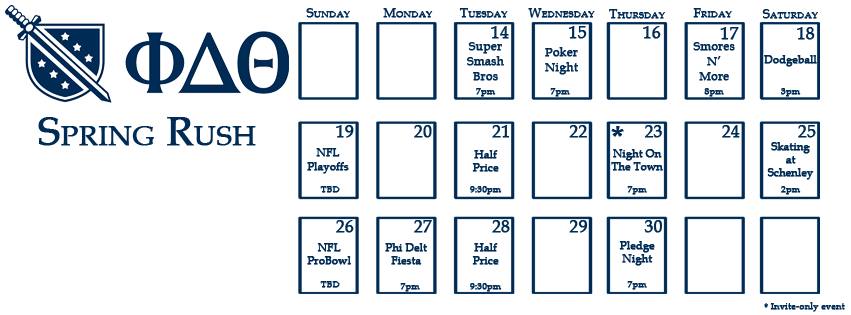 ΦΔΘ
Spring Rush
Sunday Monday Tuesday Wednesday Thursday Friday Saturday
14
Super
Smash
Bros
7pm
15
Poker
Night
7pm
16
17
Smores
N'
More
8pm
18
Dodgeball
3pm
19
NFL
Playoffs
TBD
20
21
Half
Price
9:30pm
22
* 23
Night On
The Town
7pm
24
25
Skating
at
Schenley
2pm
26
NFL
ProBowl
TBD
27
Phi Delt
Fiesta
7pm
28
Half
Price
9:30pm
29
30
Pledge
Night
7pm
* Invite-only event